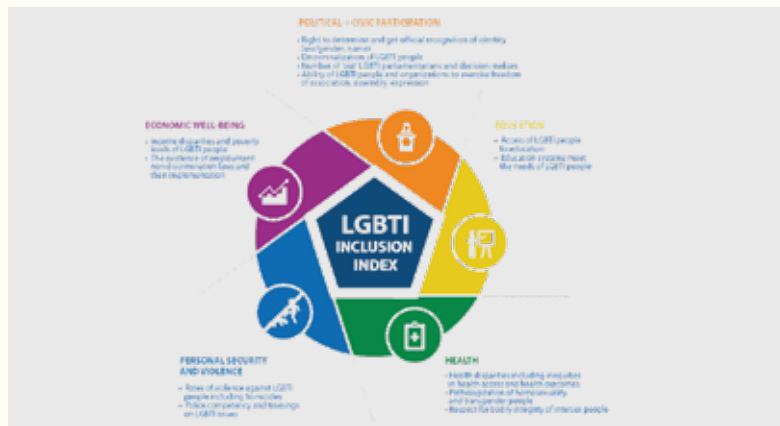 POLITICAL + CIVIC PARTICIPATION
• Right to determine and get official recognition of identity
(sex/gender, name)
• Decriminalization of LGBTI people
• Number of 'out' LGBTI parliamentarians and decision makers
• Ability of LGBTI people and organizations to exercise freedom
of association, assembly, expression
ECONOMIC WELL-BEING
• Income disparities and poverty
levels of LGBTI people
• The existence of employment
non-discrimination laws and
their implementation
EDUCATION
• Access of LGBTI people
to education
• Education systems meet
the needs of LGBTI people
LGBTI
INCLUSION
INDEX
PERSONAL SECURITY
AND VIOLENCE
• Rates of violence against LGBTI
people including homicides
• Police competency and trainings
on LGBTI issues
HEALTH
• Health disparities including inequities
in health access and health outcomes
• Pathologization of homosexuality
and transgender people
• Respect for bodily integrity of intersex people